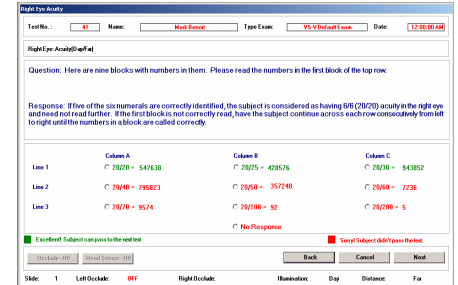 Right Eye Acuity
Test No. : 41 Name: Mark Benoit Type Exam: VS-V Default Exam Date: 12:00:00 AM
Right Eye: Acuity(Day/Far)
Question: Here are nine blocks with numbers in them. Please read the numbers in the first block of the top row.
Response: If five of the six numerals are correctly identified, the subject is considered as having 6/6 (20/20) acuity in the right eye
and need not read further. If the first block is not correctly read, have the subject continue across each row consecutively from left
to right until the numbers in a block are called correctly.
Column A Column B Column C
Line 1 20/20 = 547638 20/25 = 428576 20/30 = 943852
Line 2 20/40 = 795823 20/50 = 357248 20/60 = 7236
Line 3 20/70 = 9574 20/100 = 92 20/200 = 5
No Response
Excellent! Subject can pass to the next test Sorry! Subject didn't pass the test.
Occlude- Off Head Sensor- Off Back Cancel Next
Slide: 1 Left Occlude: OFF Right Occlude: Illumination: Day Distance: Far